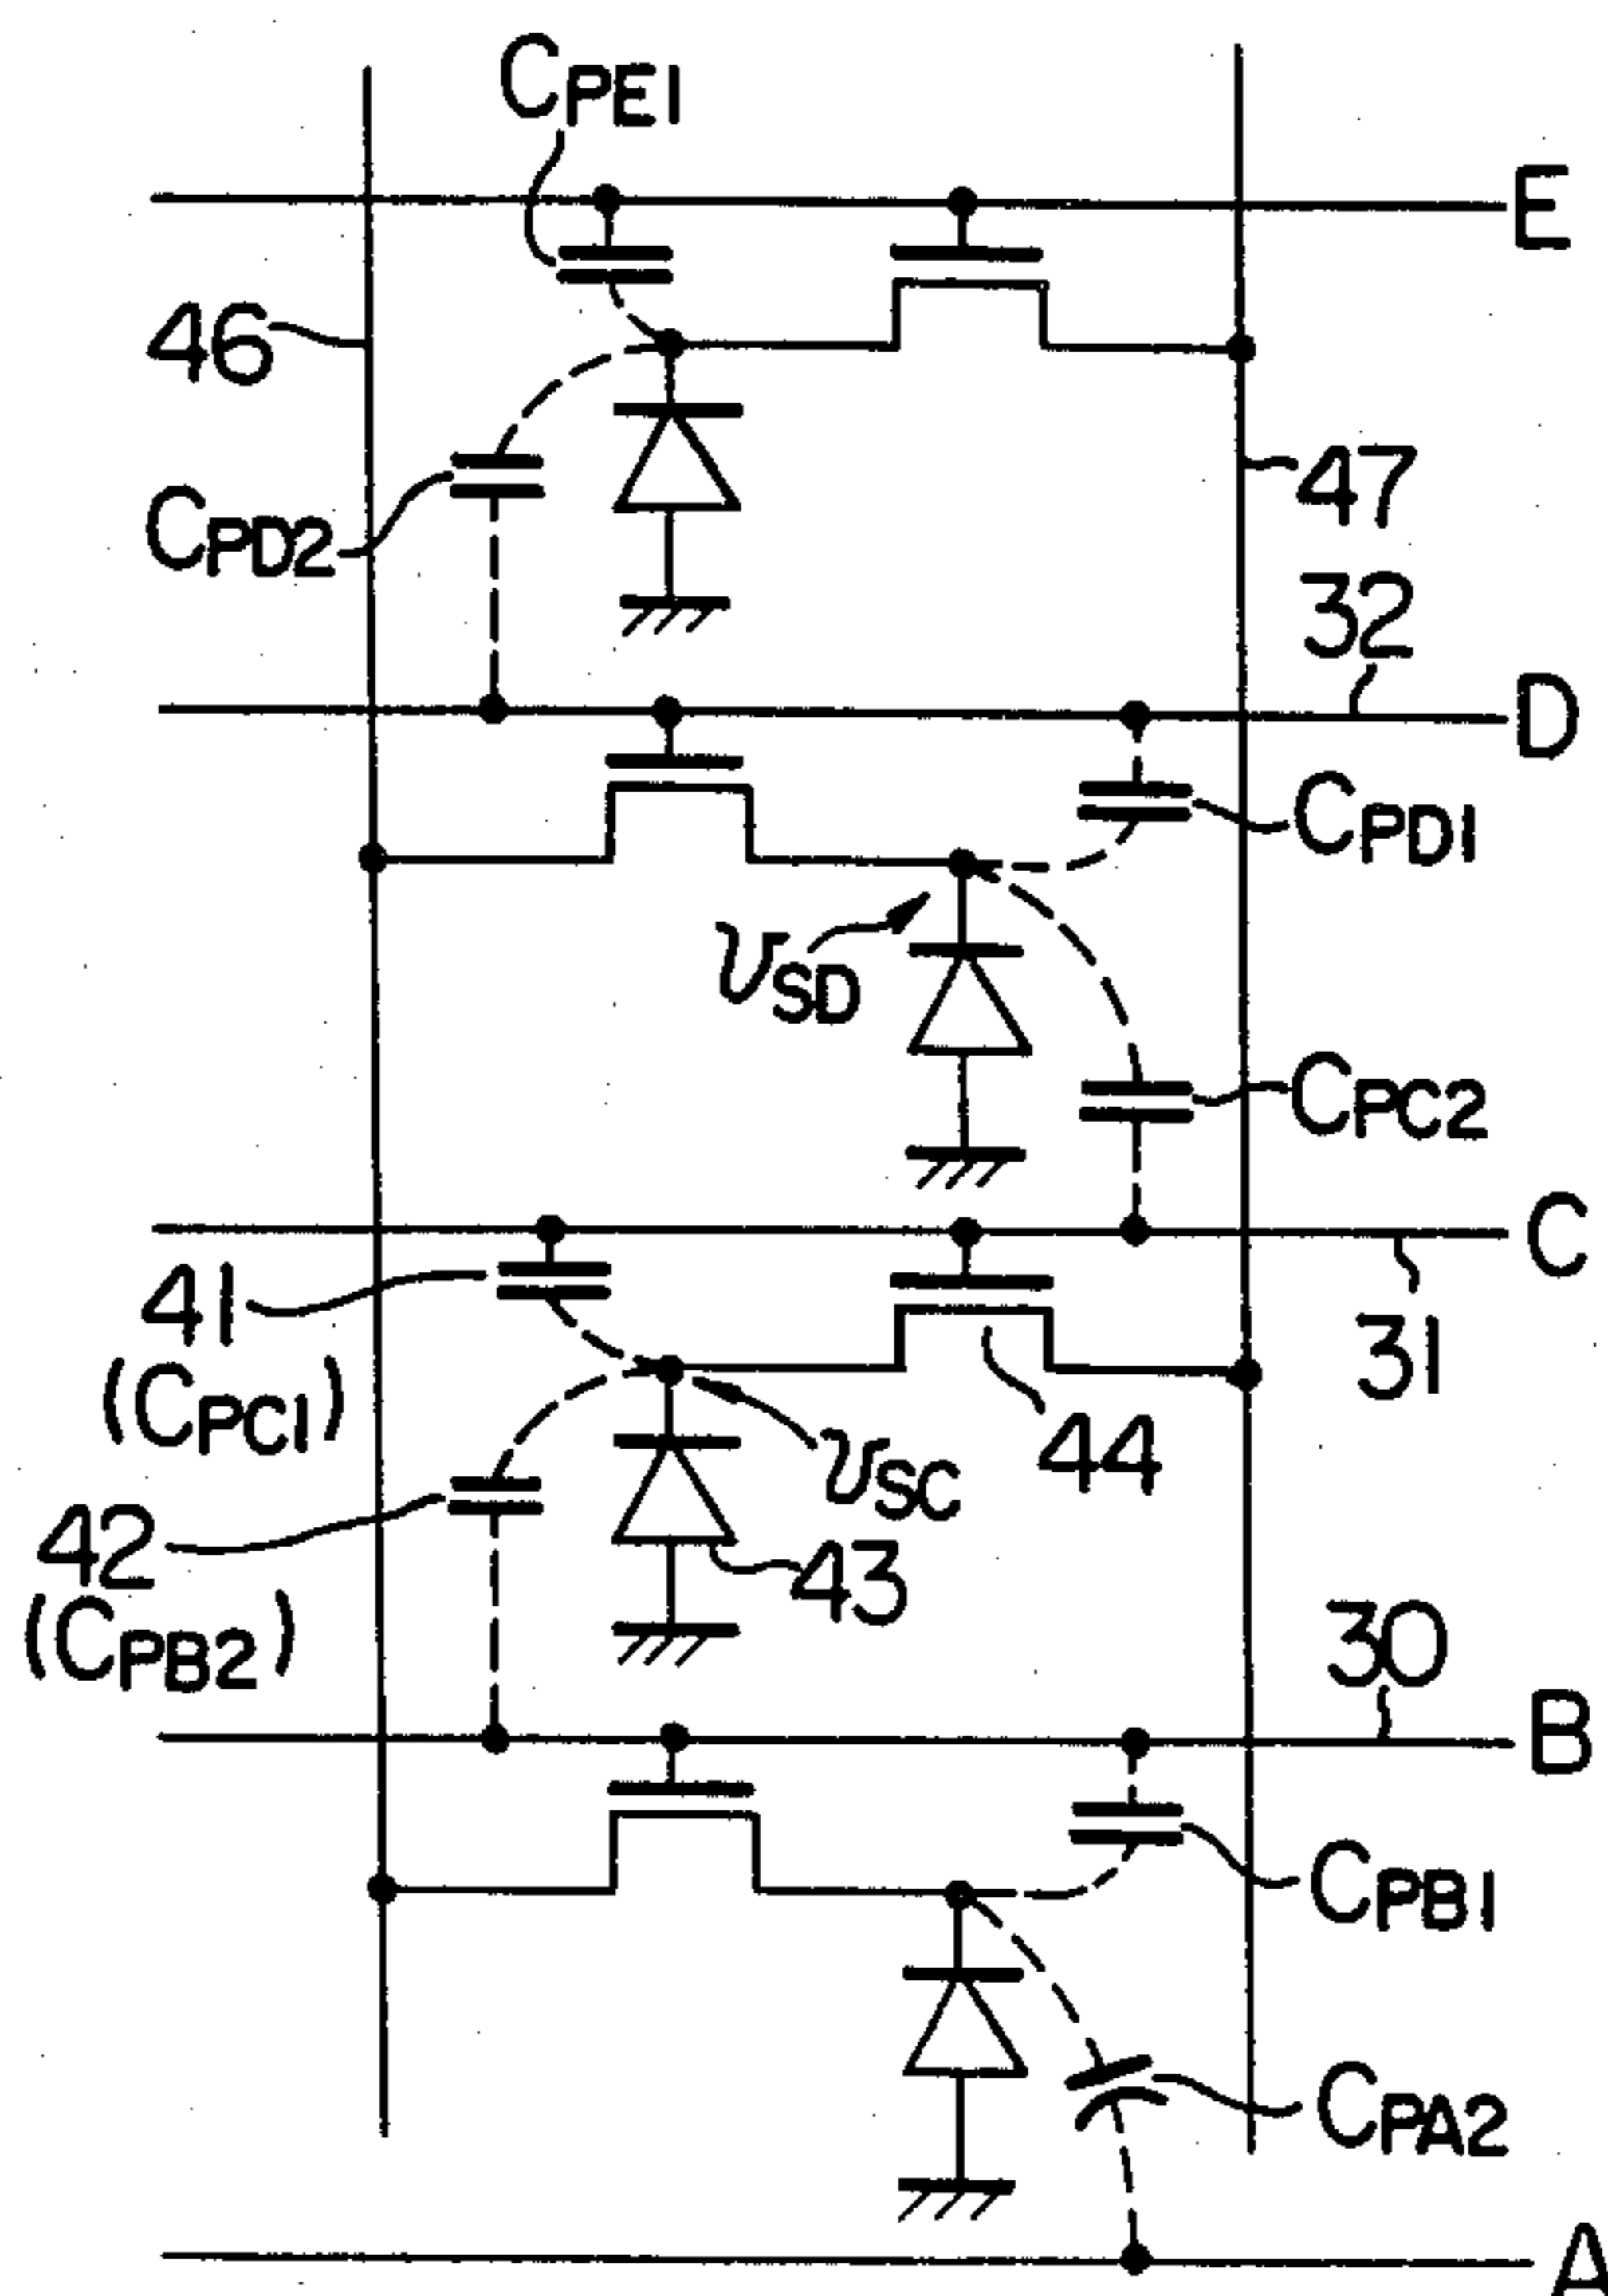 CPE1
E
46
47
CPD2
32
D
CPD1
VSD
CPC2
C
41
(CPC1)
31
44
VSC
42
(CPB2)
43
30
B
CPB1
CPA2
A